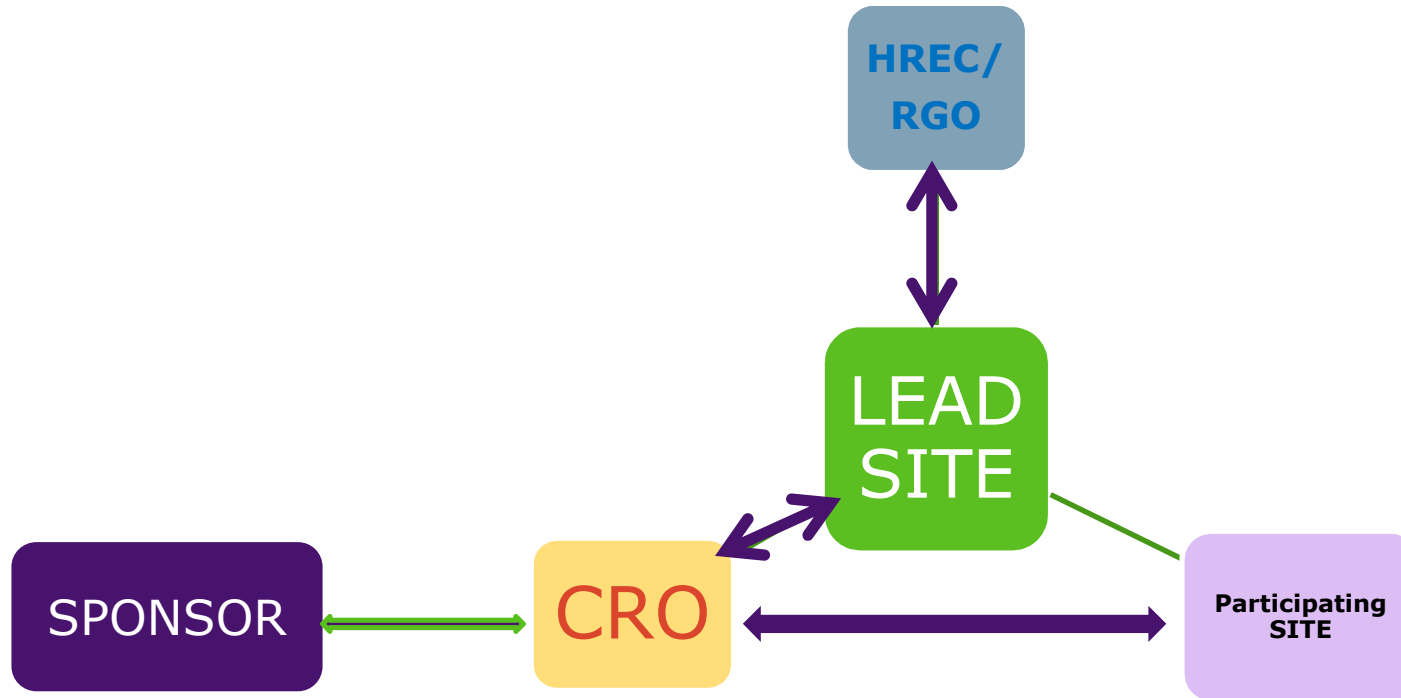 HREC/
RGO
LEAD
SITE
SPONSOR
CRO
Participating
SITE